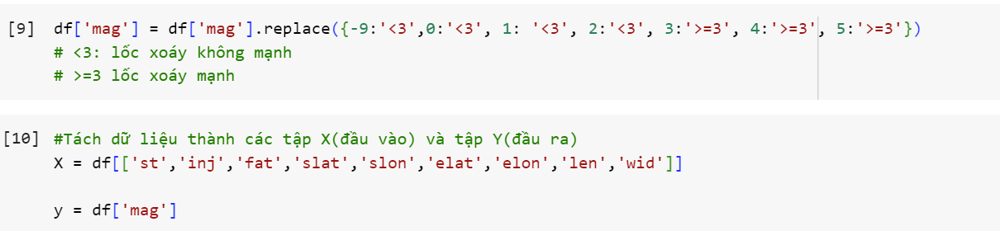 [9] df['mag'] = df['mag'].replace({-9:'<3',0:'<3', 1: '<3', 2:'<3', 3:'>=3', 4:'>=3', 5:'>=3'})
# <3: lốc xoáy không mạnh
# >=3 lốc xoáy mạnh
[10] #Tách dữ liệu thành các tập X(đầu vào) và tập Y(đầu ra)
X = df[['st','inj','fat','slat','slon','elat','elon','len','wid']]
y = df['mag']